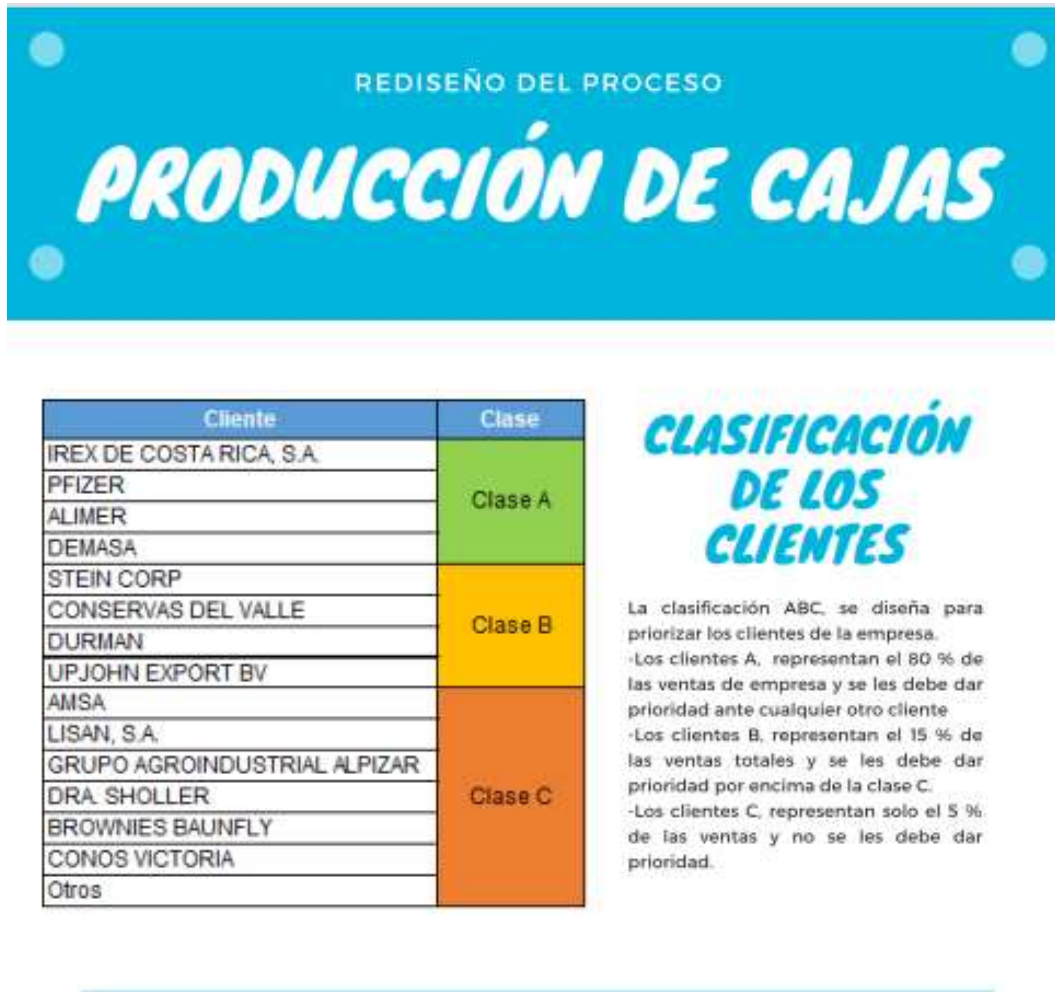 REDISEÑO DEL PROCESO
PRODUCCIÓN DE CAJAS
Cliente Clase
IREX DE COSTA RICA, S.A.
PFIZER
ALIMER
DEMASA
Clase A
STEIN CORP
CONSERVAS DEL VALLE
DURMAN
UPJOHN EXPORT BV
Clase B
AMSA
LISAN, S.A.
GRUPO AGROINDUSTRIAL ALPIZAR
DRA. SHOLLER
BROWNIES BAUNFLY
CONOS VICTORIA
Otros
Clase C
CLASIFICACIÓN
DE LOS
CLIENTES
La clasificación ABC, se diseña para
priorizar los clientes de la empresa.
-Los clientes A, representan el 80 % de
las ventas de empresa y se les debe dar
prioridad ante cualquier otro cliente
-Los clientes B, representan el 15 % de
las ventas totales y se les debe dar
prioridad por encima de la clase C.
-Los clientes C, representan solo el 5 %
de las ventas y no se les debe dar
prioridad.